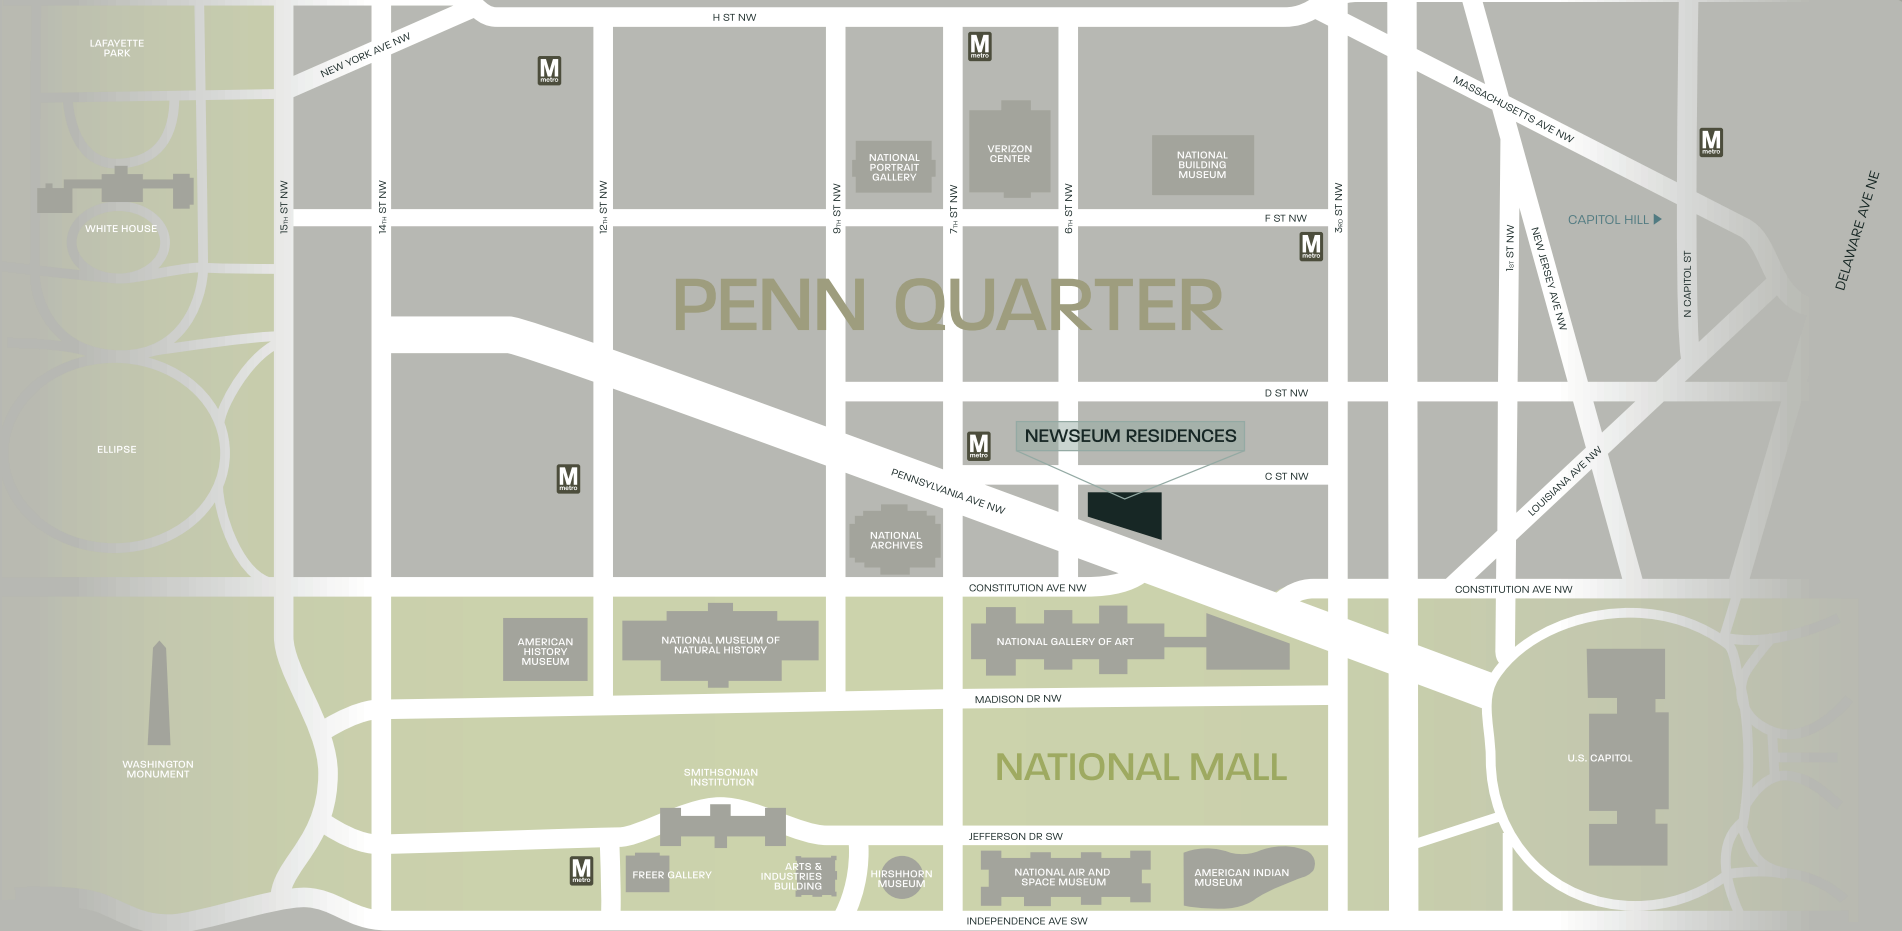 H ST NW
LAFAYETTE
PARK
NEW YORK AVE NW
M
metro
M
metro
MASSACHUSETTS AVE NW
M
metro
NATIONAL
PORTRAIT
GALLERY
VERIZON
CENTER
NATIONAL
BUILDING
MUSEUM
WHITE HOUSE
15TH ST NW
14TH ST NW
12TH ST NW
9TH ST NW
7TH ST NW
6TH ST NW
3RD ST NW
F ST NW
M
metro
1ST ST NW
NEW JERSEY AVE NW
CAPITOL HILL
N CAPITOL ST
DELAWARE AVE NE
PENN QUARTER
D ST NW
NEWSEUM RESIDENCES
M
metro
ELLIPSE
M
metro
PENNSYLVANIA AVE NW
C ST NW
LOUISIANA AVE NW
NATIONAL
ARCHIVES
CONSTITUTION AVE NW
CONSTITUTION AVE NW
AMERICAN
HISTORY
MUSEUM
NATIONAL MUSEUM OF
NATURAL HISTORY
NATIONAL GALLERY OF ART
MADISON DR NW
WASHINGTON
MONUMENT
NATIONAL MALL
U.S. CAPITOL
SMITHSONIAN
INSTITUTION
JEFFERSON DR SW
M
metro
FREER GALLERY
ARTS &
INDUSTRIES
BUILDING
HIRSHHORN
MUSEUM
NATIONAL AIR AND
SPACE MUSEUM
AMERICAN INDIAN
MUSEUM
INDEPENDENCE AVE SW